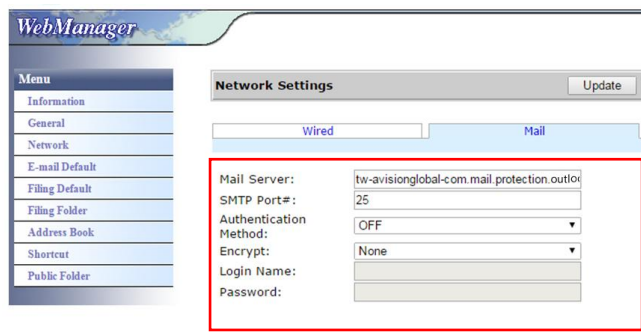 WebManager
Menu
Information
General
Network
E-mail Default
Filing Default
Filing Folder
Address Book
Shortcut
Public Folder
Network Settings
Update
Wired
Mail
Mail Server: tw-avisionglobal-com.mail.protection.outloo
SMTP Port#: 25
Authentication
Method: OFF
Encrypt: None
Login Name:
Password: